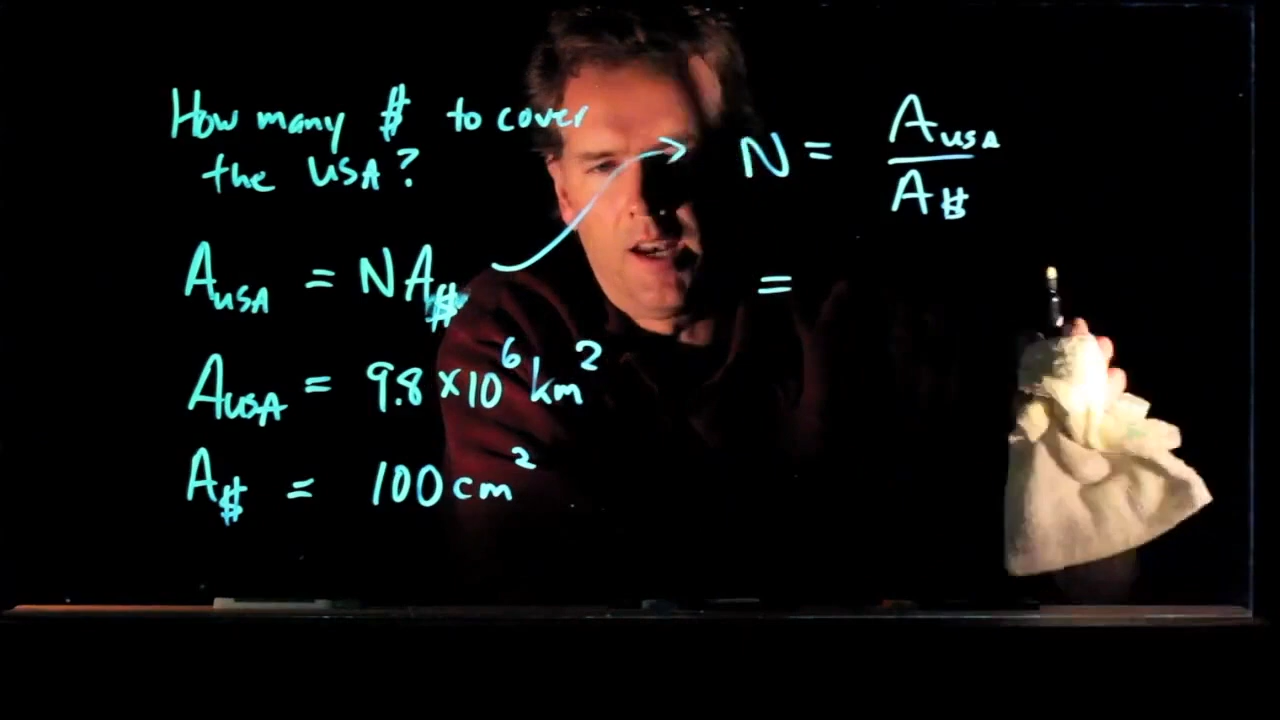 How many $ to cover
the USA?
A_USA = N A_$
A_USA = 9.8 × 10^6 km^2
A_$ = 100 cm^2
N = A_USA / A_$
=